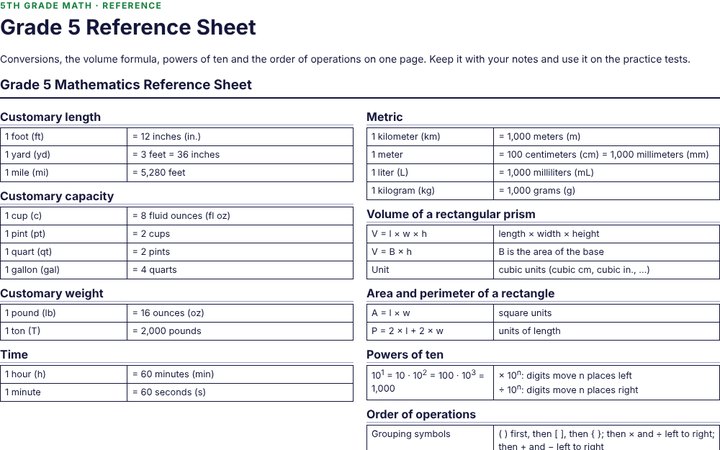 5TH GRADE MATH · REFERENCE
Grade 5 Reference Sheet
Conversions, the volume formula, powers of ten and the order of operations on one page. Keep it with your notes and use it on the practice tests.
Grade 5 Mathematics Reference Sheet
Customary length
1 foot (ft) = 12 inches (in.)
1 yard (yd) = 3 feet = 36 inches
1 mile (mi) = 5,280 feet
Customary capacity
1 cup (c) = 8 fluid ounces (fl oz)
1 pint (pt) = 2 cups
1 quart (qt) = 2 pints
1 gallon (gal) = 4 quarts
Customary weight
1 pound (lb) = 16 ounces (oz)
1 ton (T) = 2,000 pounds
Time
1 hour (h) = 60 minutes (min)
1 minute = 60 seconds (s)
Metric
1 kilometer (km) = 1,000 meters (m)
1 meter = 100 centimeters (cm) = 1,000 millimeters (mm)
1 liter (L) = 1,000 milliliters (mL)
1 kilogram (kg) = 1,000 grams (g)
Volume of a rectangular prism
V = l × w × h length × width × height
V = B × h B is the area of the base
Unit cubic units (cubic cm, cubic in., …)
Area and perimeter of a rectangle
A = l × w square units
P = 2 × l + 2 × w units of length
Powers of ten
10¹ = 10 · 10² = 100 · 10³ =
1,000
× 10ⁿ: digits move n places left
÷ 10ⁿ: digits move n places right
Order of operations
Grouping symbols ( ) first, then [ ], then { }; then × and ÷ left to right;
then + and − left to right